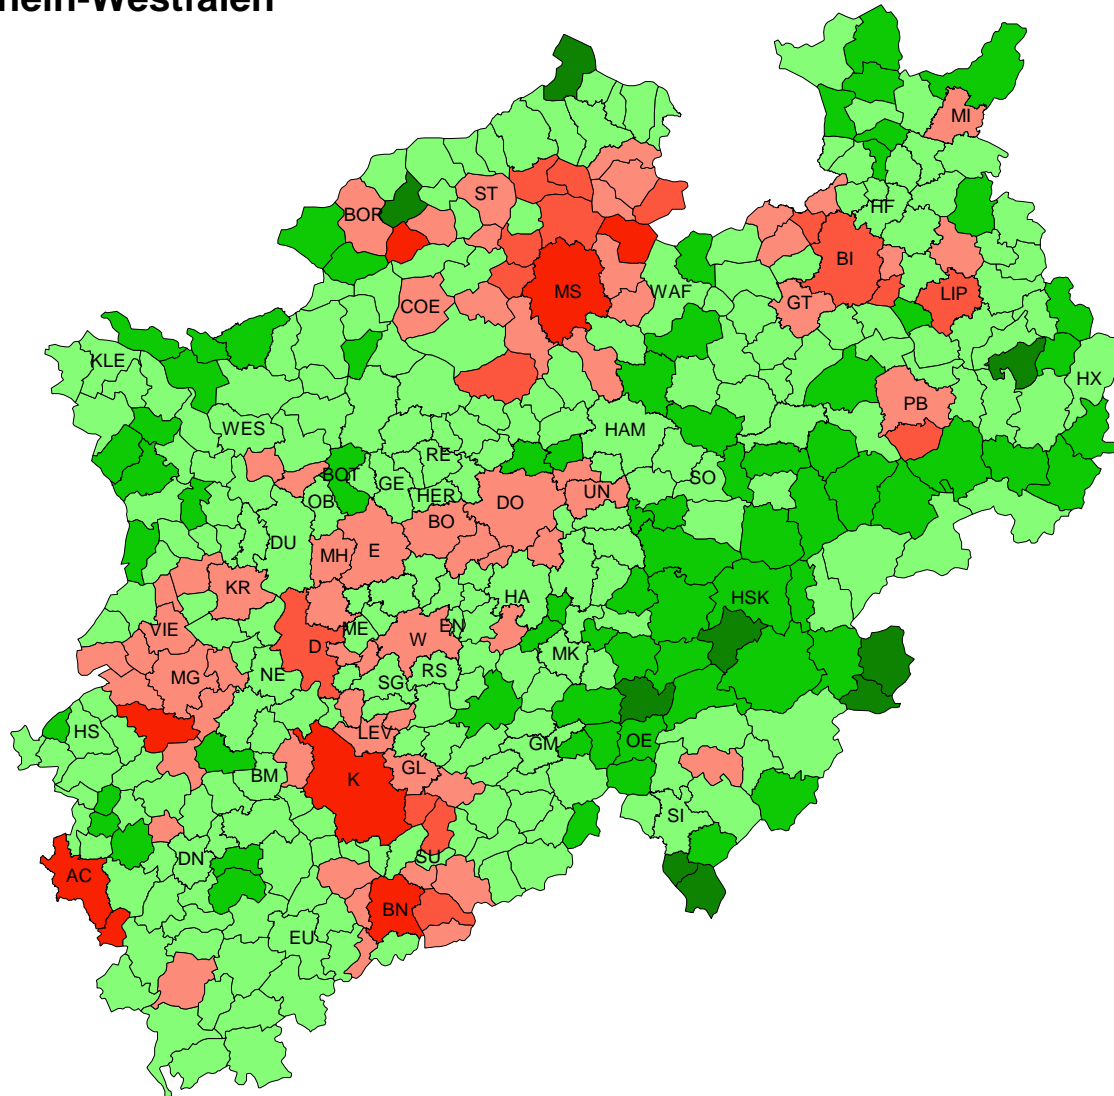 hein-Westfalen
MI
ST
BOR
HF
BI
MS
WAF
LIP
GT
COE
KLE
HX
PB
WES
HAM
RE
BOT
SO
GE
UN
OB
HER
DO
BO
DU
E
MH
KR
HA
HSK
EN
ME
VIE
W
D
MK
RS
NE
MG
SG
HS
LEV
OE
GM
GL
BM
K
SI
SU
DN
AC
BN
EU